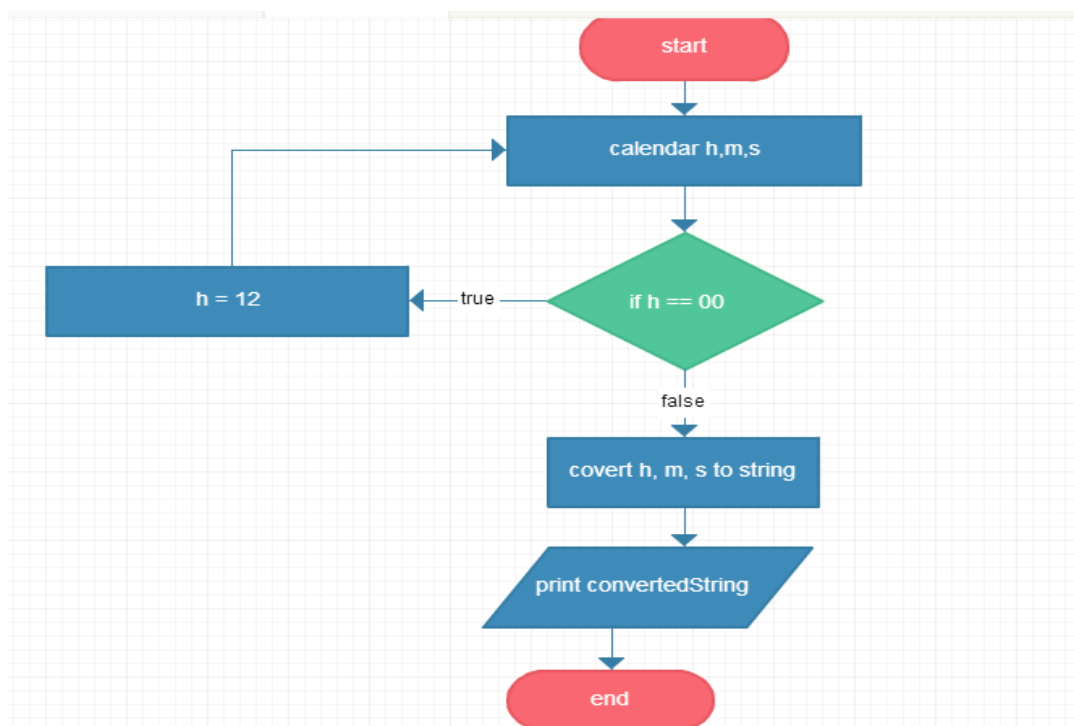 start
calendar h,m,s
if h == 00
true
h = 12
false
covert h, m, s to string
print convertedString
end